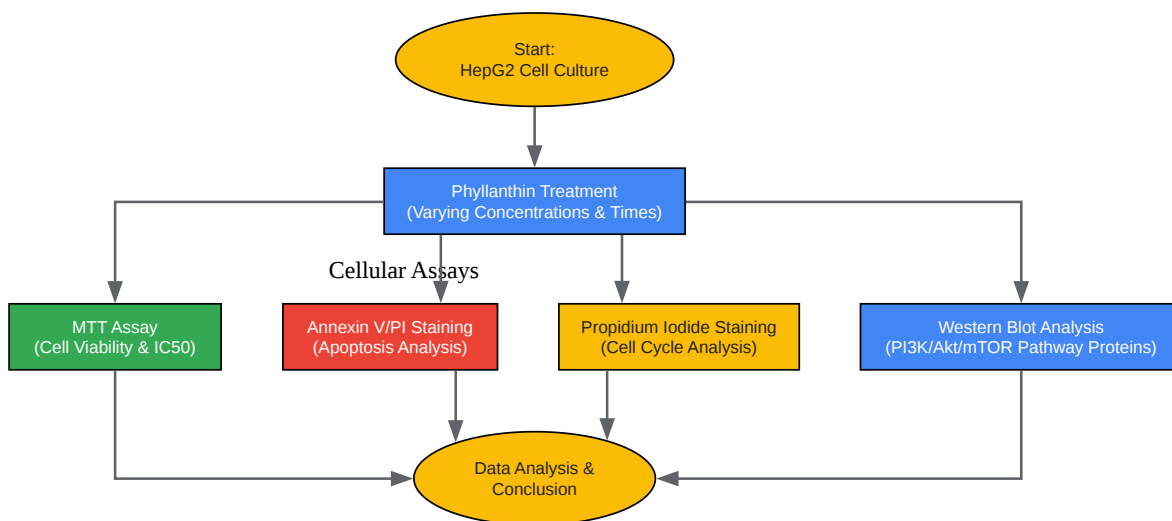 Start:
HepG2 Cell Culture
Phyllanthin Treatment
(Varying Concentrations & Times)
Cellular Assays
MTT Assay
(Cell Viability & IC50)
Annexin V/PI Staining
(Apoptosis Analysis)
Propidium Iodide Staining
(Cell Cycle Analysis)
Western Blot Analysis
(PI3K/Akt/mTOR Pathway Proteins)
Data Analysis &
Conclusion